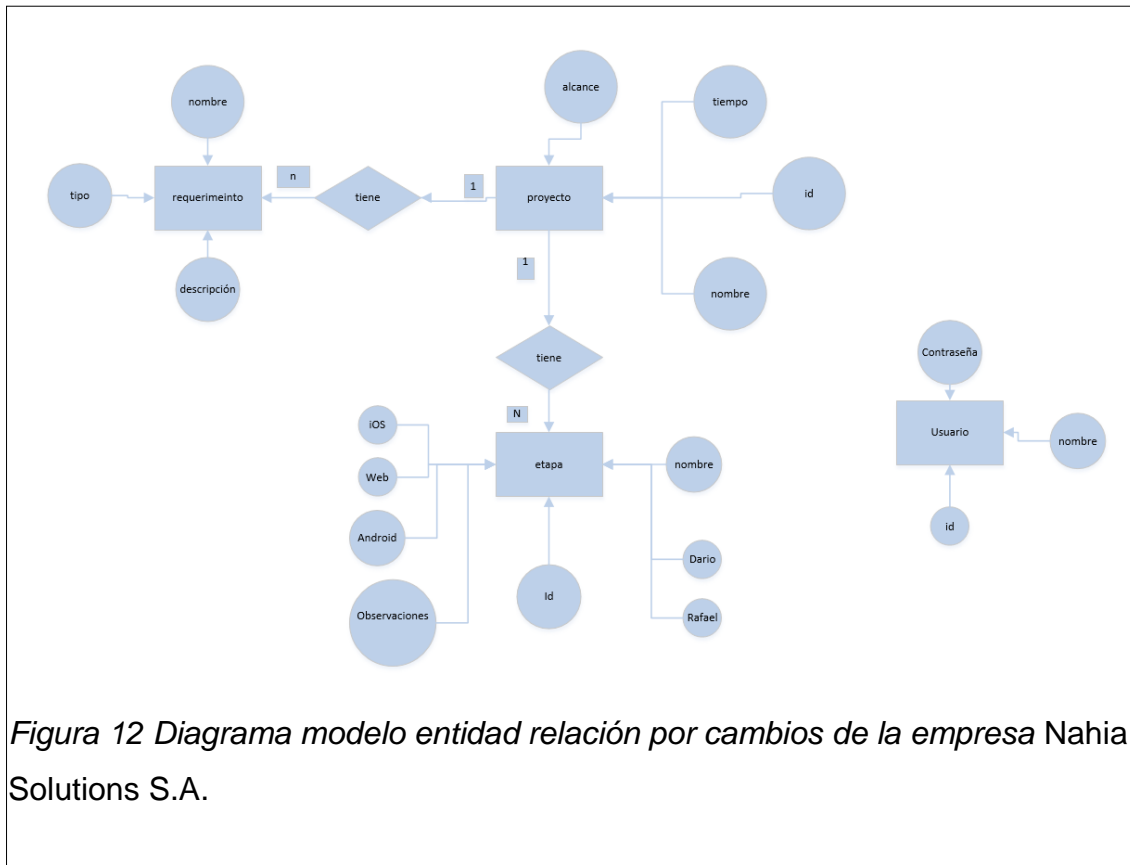 alcance
nombre
tiempo
tipo
requerimeinto
n
tiene
1
proyecto
id
descripción
1
nombre
tiene
Contraseña
N
iOS
Usuario
nombre
Web
etapa
nombre
Android
id
Dario
Id
Observaciones
Rafael
Figura 12 Diagrama modelo entidad relación por cambios de la empresa Nahia
Solutions S.A.